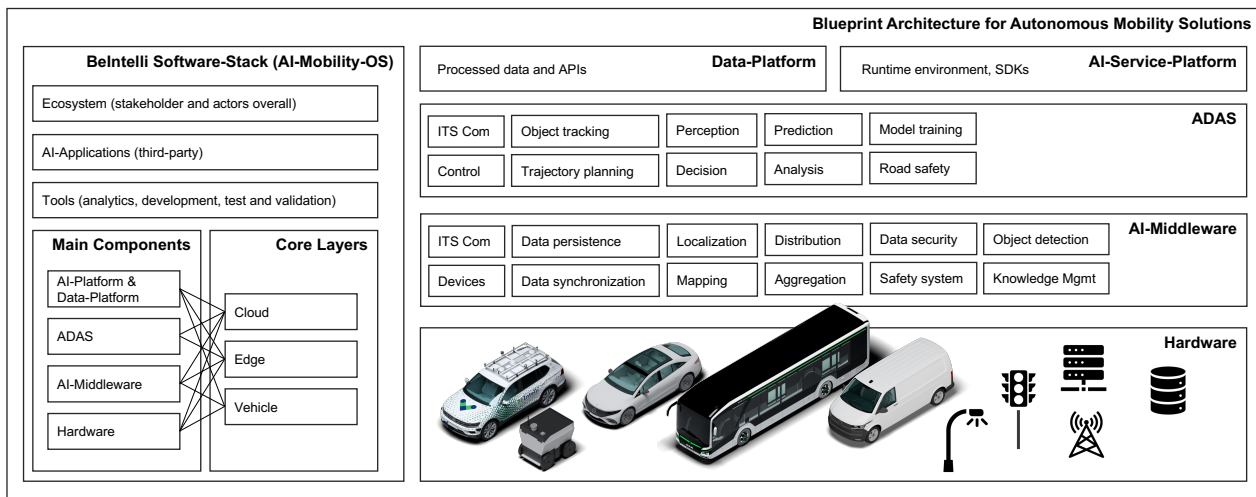 Blueprint Architecture for Autonomous Mobility Solutions
BeIntelli Software-Stack (AI-Mobility-OS)
Ecosystem (stakeholder and actors overall)
AI-Applications (third-party)
Tools (analytics, development, test and validation)
Main Components
AI-Platform &
Data-Platform
ADAS
AI-Middleware
Hardware
Core Layers
Cloud
Edge
Vehicle
Processed data and APIs
Data-Platform
Runtime environment, SDKs
AI-Service-Platform
ADAS
ITS Com
Object tracking
Perception
Prediction
Model training
Control
Trajectory planning
Decision
Analysis
Road safety
AI-Middleware
ITS Com
Data persistence
Localization
Distribution
Data security
Object detection
Devices
Data synchronization
Mapping
Aggregation
Safety system
Knowledge Mgmt
Hardware